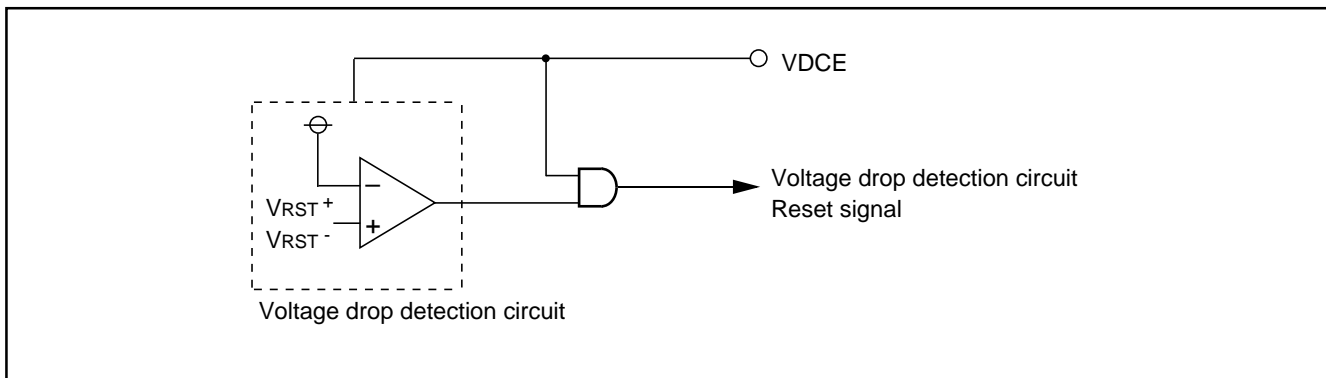 VDCE
−
VRST +
+
VRST -
Voltage drop detection circuit
Reset signal
Voltage drop detection circuit